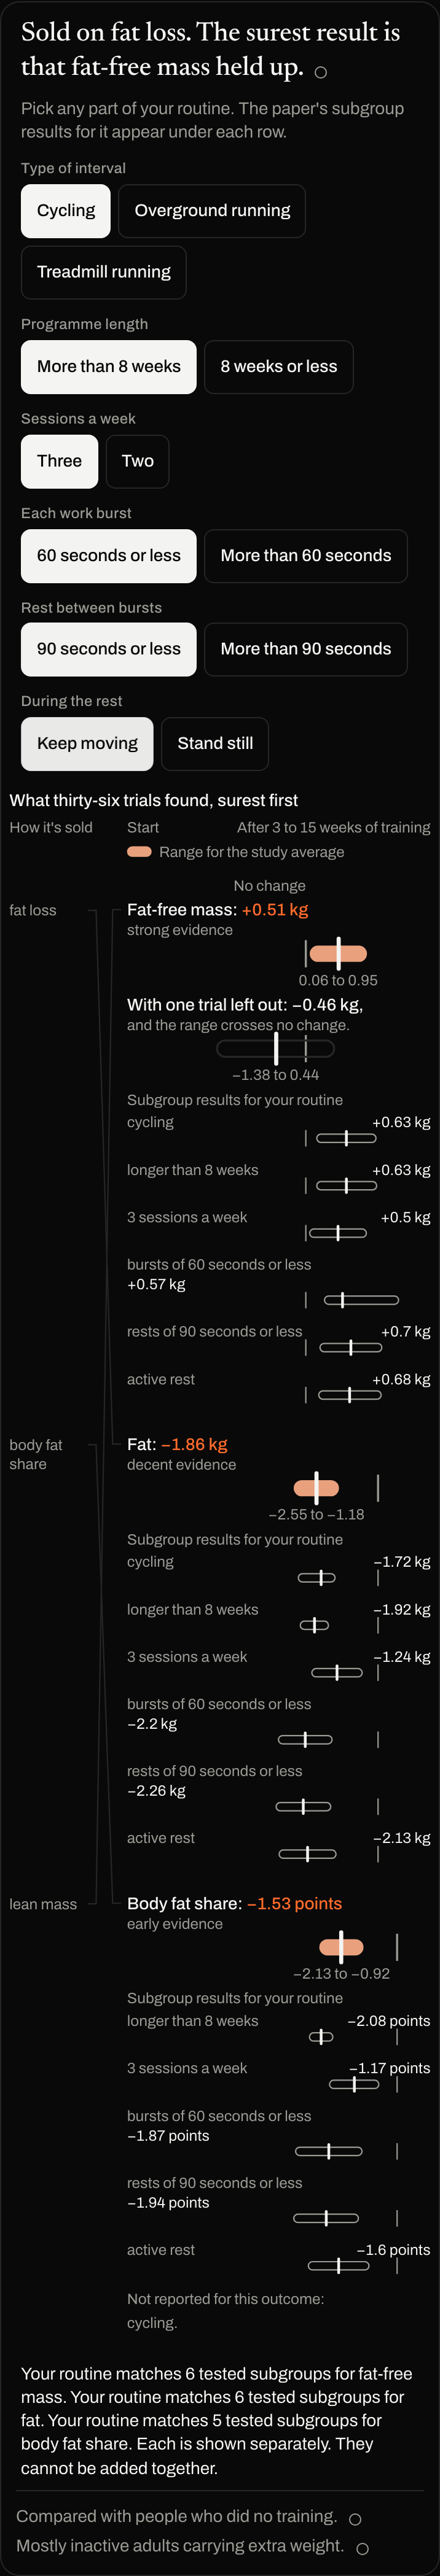 Sold on fat loss. The surest result is
that fat-free mass held up.
Pick any part of your routine. The paper's subgroup
results for it appear under each row.
Type of interval
Cycling
Overground running
Treadmill running
Programme length
More than 8 weeks
8 weeks or less
Sessions a week
Three
Two
Each work burst
60 seconds or less
More than 60 seconds
Rest between bursts
90 seconds or less
More than 90 seconds
During the rest
Keep moving
Stand still
What thirty-six trials found, surest first
How it's sold
Start
After 3 to 15 weeks of training
Range for the study average
No change
fat loss
Fat-free mass: +0.51 kg
strong evidence
0.06 to 0.95
With one trial left out: −0.46 kg,
and the range crosses no change.
−1.38 to 0.44
Subgroup results for your routine
cycling
+0.63 kg
longer than 8 weeks
+0.63 kg
3 sessions a week
+0.5 kg
bursts of 60 seconds or less
+0.57 kg
rests of 90 seconds or less
+0.7 kg
active rest
+0.68 kg
body fat
share
Fat: −1.86 kg
decent evidence
−2.55 to −1.18
Subgroup results for your routine
cycling
−1.72 kg
longer than 8 weeks
−1.92 kg
3 sessions a week
−1.24 kg
bursts of 60 seconds or less
−2.2 kg
rests of 90 seconds or less
−2.26 kg
active rest
−2.13 kg
lean mass
Body fat share: −1.53 points
early evidence
−2.13 to −0.92
Subgroup results for your routine
longer than 8 weeks
−2.08 points
3 sessions a week
−1.17 points
bursts of 60 seconds or less
−1.87 points
rests of 90 seconds or less
−1.94 points
active rest
−1.6 points
Not reported for this outcome:
cycling.
Your routine matches 6 tested subgroups for fat-free
mass. Your routine matches 6 tested subgroups for
fat. Your routine matches 5 tested subgroups for
body fat share. Each is shown separately. They
cannot be added together.
Compared with people who did no training.
Mostly inactive adults carrying extra weight.